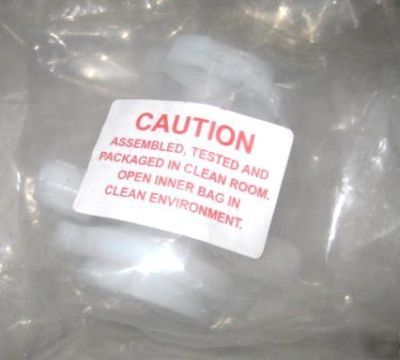 CAUTION
ASSEMBLED, TESTED AND
PACKAGED IN CLEAN ROOM.
OPEN INNER BAG IN
CLEAN ENVIRONMENT.